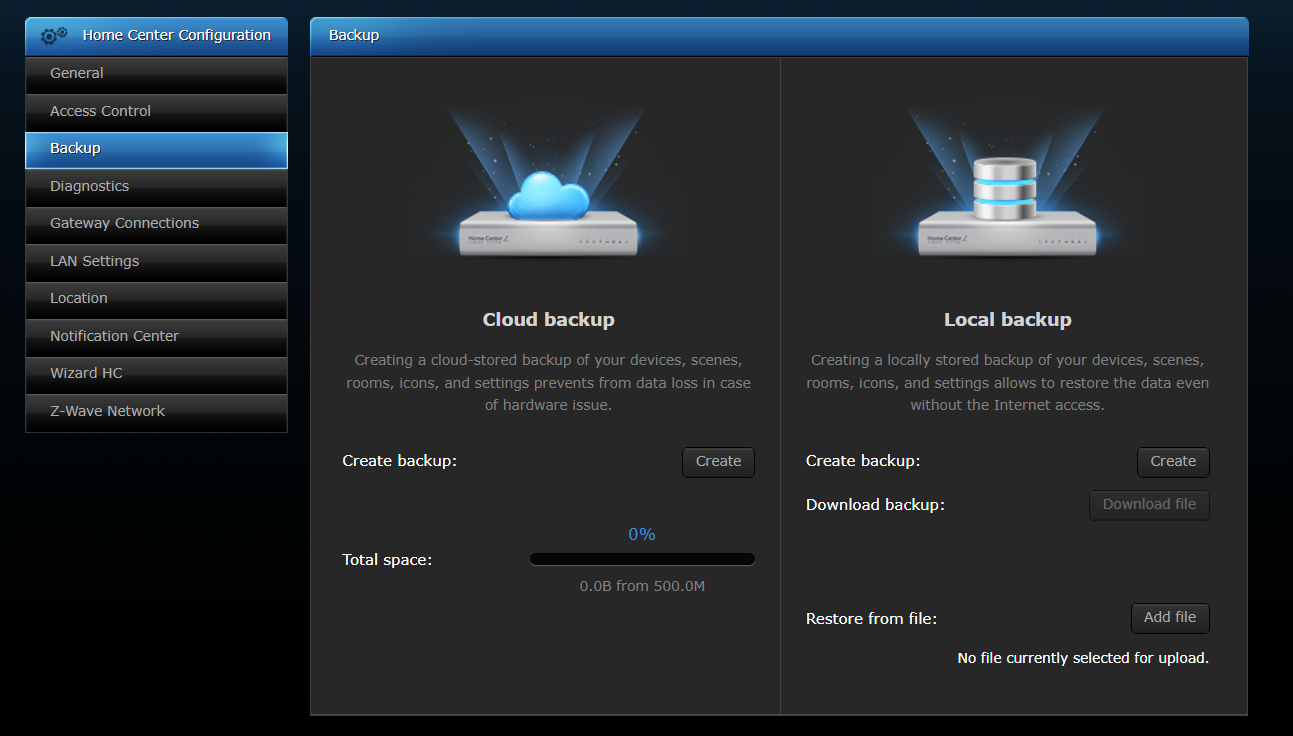 Home Center Configuration
General
Access Control
Backup
Diagnostics
Gateway Connections
LAN Settings
Location
Notification Center
Wizard HC
Z-Wave Network
Backup
Home Center 2
Cloud backup
Creating a cloud-stored backup of your devices, scenes,
rooms, icons, and settings prevents from data loss in case
of hardware issue.
Create backup: Create
0%
Total space:
0.0B from 500.0M
Home Center 2
Local backup
Creating a locally stored backup of your devices, scenes,
rooms, icons, and settings allows to restore the data even
without the Internet access.
Create backup: Create
Download backup: Download file
Restore from file: Add file
No file currently selected for upload.